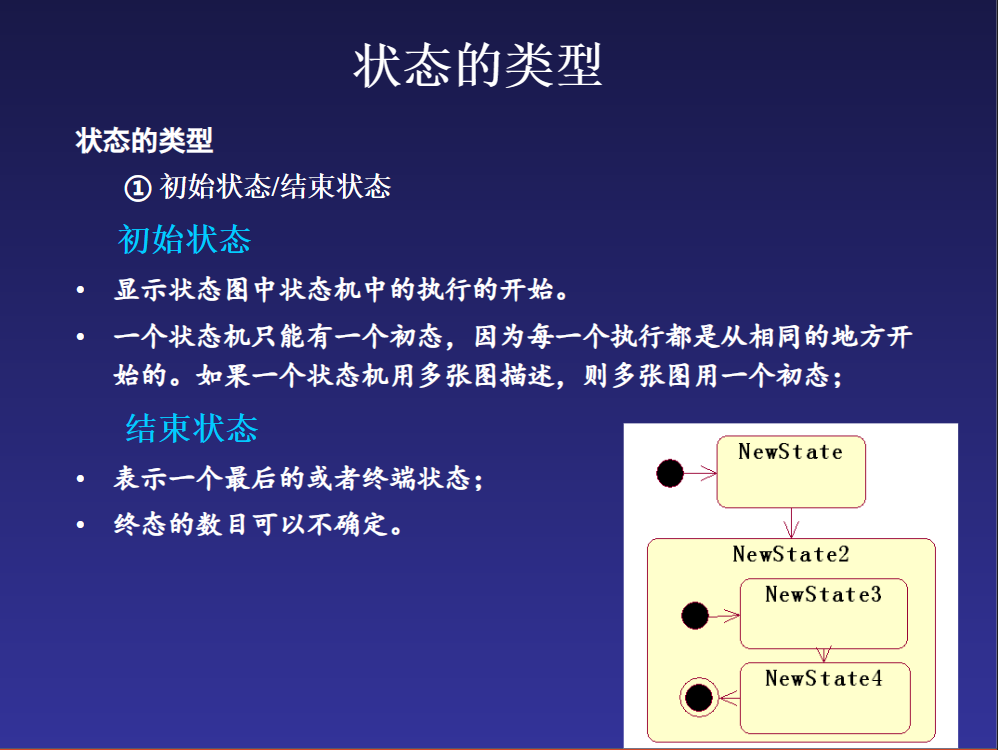 状态的类型
状态的类型
① 初始状态/结束状态
初始状态
• 显示状态图中状态机中的执行的开始。
• 一个状态机只能有一个初态，因为每一个执行都是从相同的地方开
始的。如果一个状态机用多张图描述，则多张图用一个初态；
结束状态
• 表示一个最后的或者终端状态；
• 终态的数目可以不确定。
NewState
NewState2
NewState3
NewState4